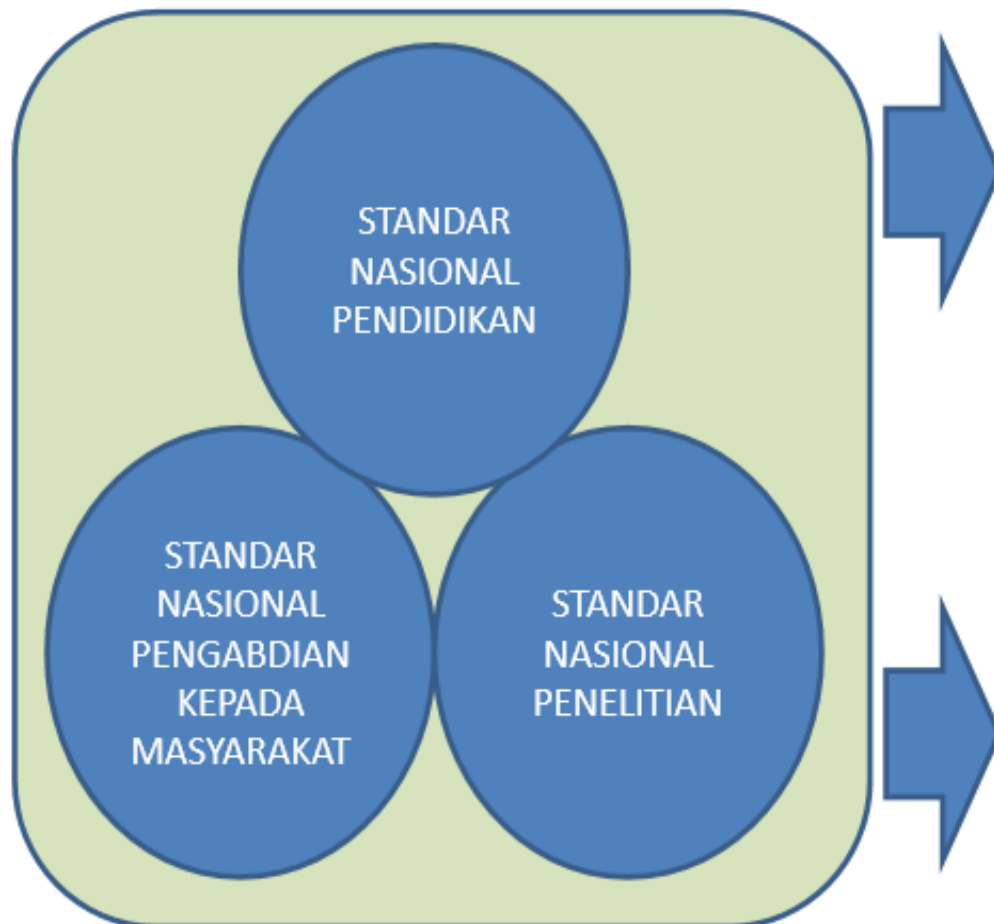 STANDAR
NASIONAL
PENDIDIKAN
STANDAR
NASIONAL
PENGABDIAN
KEPADA
MASYARAKAT
STANDAR
NASIONAL
PENELITIAN